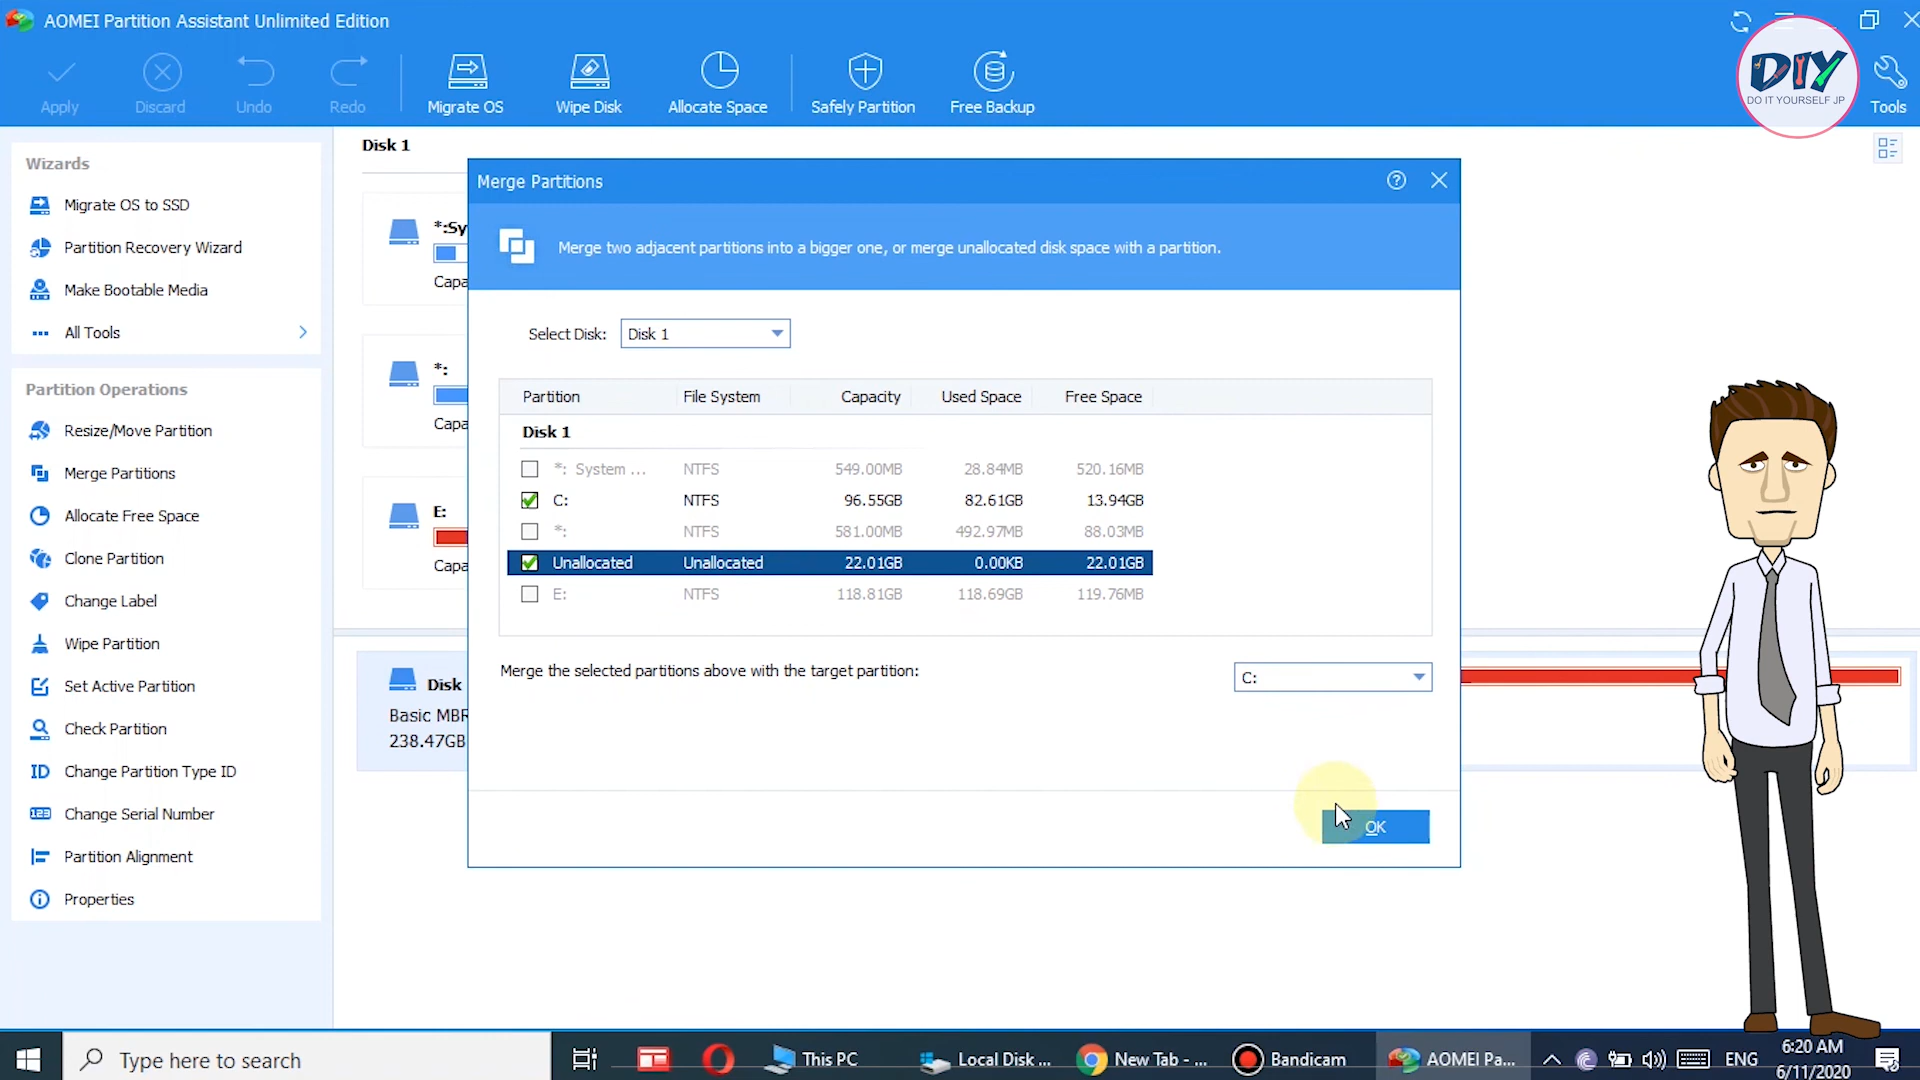 AOMEI Partition Assistant Unlimited Edition
Apply
Discard
Undo
Redo
Migrate OS
Wipe Disk
Allocate Space
Safely Partition
Free Backup
Tools
DIY
DO IT YOURSELF JP
Wizards
Migrate OS to SSD
Partition Recovery Wizard
Make Bootable Media
All Tools
Partition Operations
Resize/Move Partition
Merge Partitions
Allocate Free Space
Clone Partition
Change Label
Wipe Partition
Set Active Partition
Check Partition
ID Change Partition Type ID
123 Change Serial Number
Partition Alignment
Properties
Disk 1
*:Sy
Capa
*:
Capa
E:
Capa
Disk
Basic MBR
238.47GB
Merge Partitions
Merge two adjacent partitions into a bigger one, or merge unallocated disk space with a partition.
Select Disk: Disk 1
Partition File System Capacity Used Space Free Space
Disk 1
*: System ... NTFS 549.00MB 28.84MB 520.16MB
C: NTFS 96.55GB 82.61GB 13.94GB
*: NTFS 581.00MB 492.97MB 88.03MB
Unallocated Unallocated 22.01GB 0.00KB 22.01GB
E: NTFS 118.81GB 118.69GB 119.76MB
Merge the selected partitions above with the target partition: C:
OK
Type here to search
This PC
Local Disk ...
New Tab - ...
Bandicam
AOMEI Pa...
ENG
6:20 AM
6/11/2020